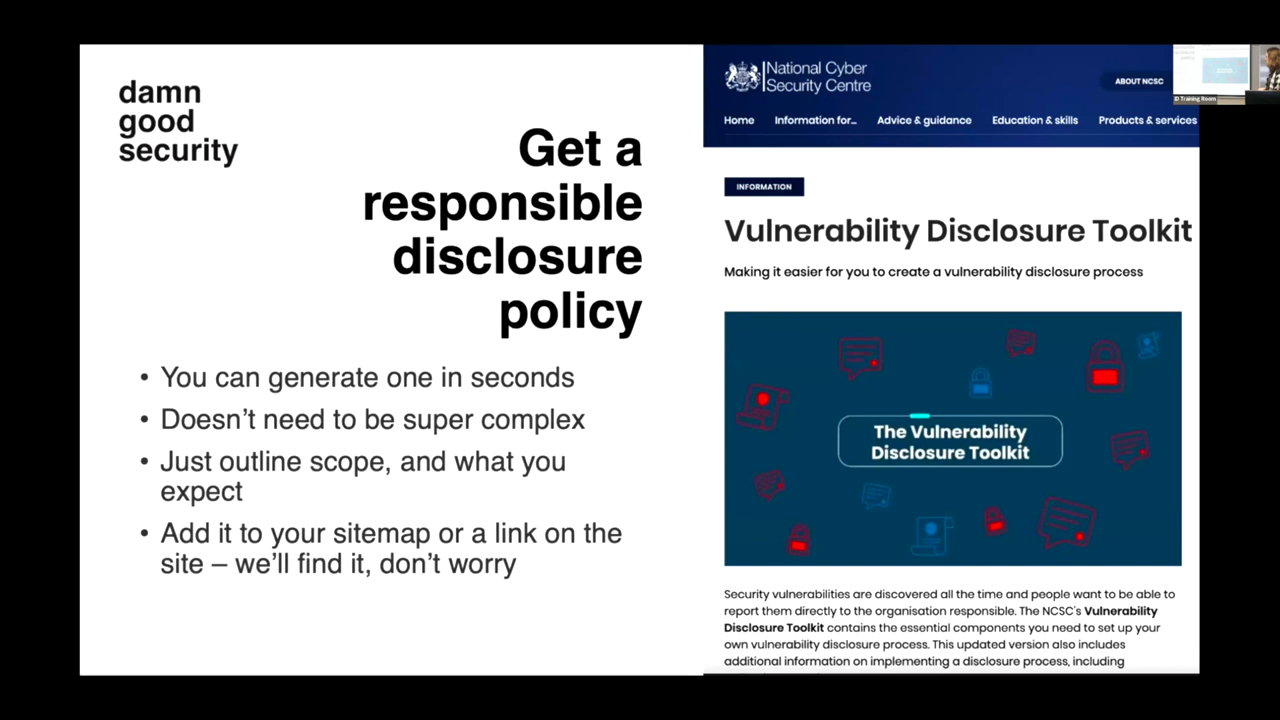 damn
good
security
Get a
responsible
disclosure
policy
• You can generate one in seconds
• Doesn't need to be super complex
• Just outline scope, and what you
expect
• Add it to your sitemap or a link on the
site – we'll find it, don't worry
National Cyber
Security Centre
ABOUT NCSC
Home Information for... Advice & guidance Education & skills Products & services
INFORMATION
Vulnerability Disclosure Toolkit
Making it easier for you to create a vulnerability disclosure process
The Vulnerability
Disclosure Toolkit
Security vulnerabilities are discovered all the time and people want to be able to
report them directly to the organisation responsible. The NCSC's Vulnerability
Disclosure Toolkit contains the essential components you need to set up your
own vulnerability disclosure process. This updated version also includes
additional information on implementing a disclosure process, including
Training Room